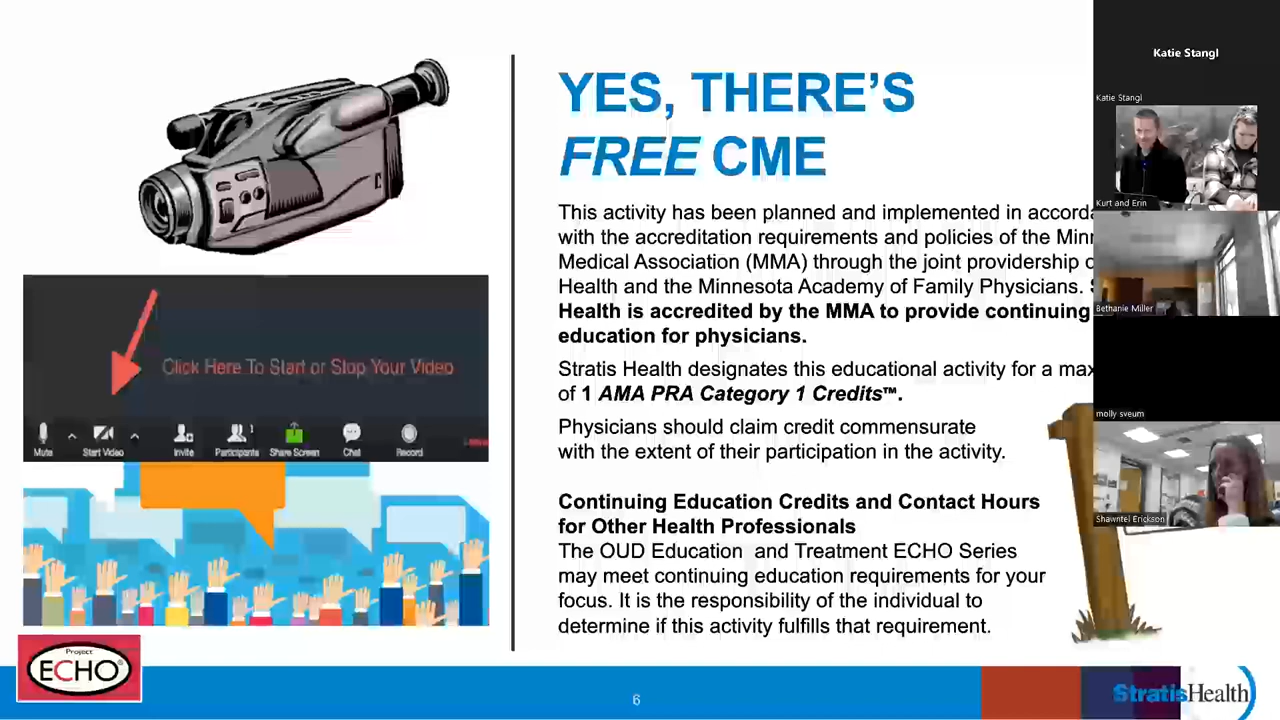 YES, THERE'S
FREE CME
This activity has been planned and implemented in
with the accreditation requirements and policies of the
Medical Association (MMA) through the joint providership
Health and the Minnesota Academy of Family Physicians.
Health is accredited by the MMA to provide continuing
education for physicians.
Stratis Health designates this educational activity for a
of 1 AMA PRA Category 1 Credits™.
Physicians should claim credit commensurate
with the extent of their participation in the activity.
Continuing Education Credits and Contact Hours
for Other Health Professionals
The OUD Education and Treatment ECHO Series
may meet continuing education requirements for your
focus. It is the responsibility of the individual to
determine if this activity fulfills that requirement.
Click Here To Start or Stop Your Video
Mute
Start Video
Invite
1
Participants
Share Screen
Chat
Record
Project
ECHO®
6
StratisHealth
Katie Stangl
Katie Stangl
Kurt and Erin
Bethanie Miller
molly sveum
Shawntel Erickson